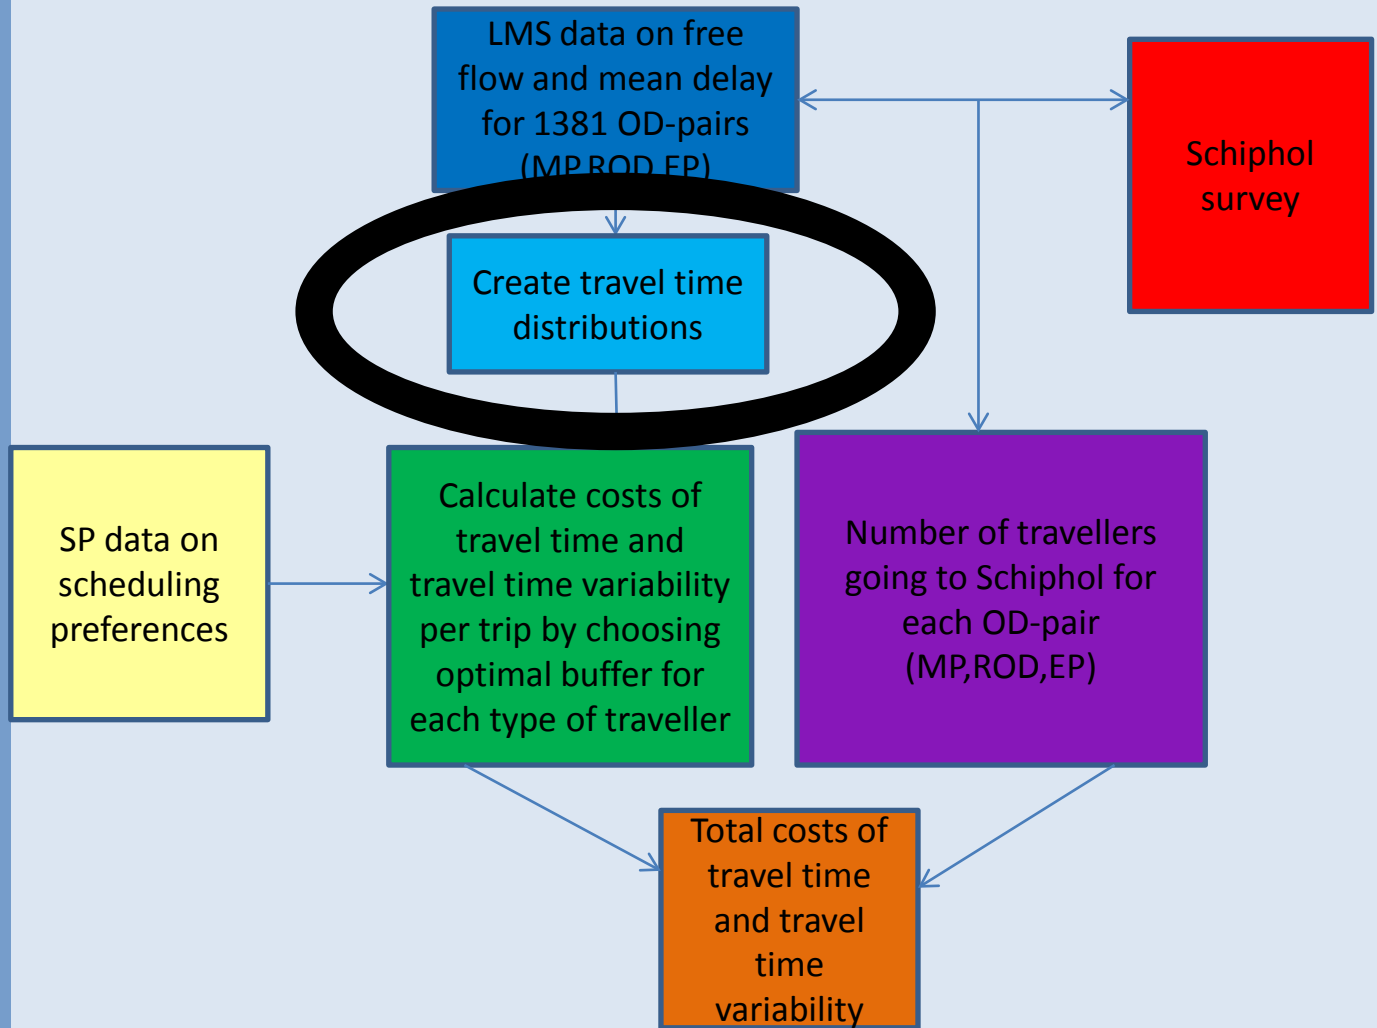 LMS data on free
flow and mean delay
for 1381 OD-pairs
(MP,ROD,EP)
Schiphol
survey
Create travel time
distributions
SP data on
scheduling
preferences
Calculate costs of
travel time and
travel time variability
per trip by choosing
optimal buffer for
each type of traveller
Number of travellers
going to Schiphol for
each OD-pair
(MP,ROD,EP)
Total costs of
travel time
and travel
time
variability